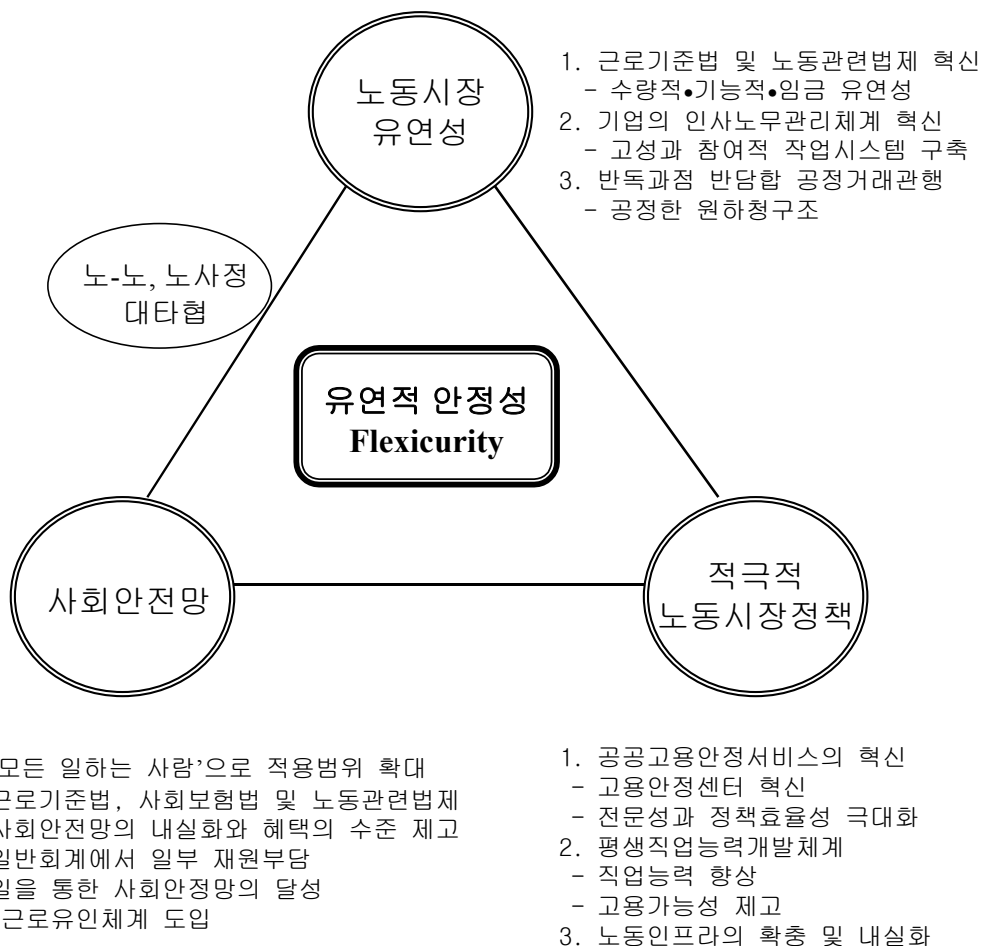 노동시장
유연성
1. 근로기준법 및 노동관련법제 혁신
- 수량적•기능적•임금 유연성
2. 기업의 인사노무관리체계 혁신
- 고성과 참여적 작업시스템 구축
3. 반독과점 반담합 공정거래관행
- 공정한 원하청구조
노-노, 노사정
대타협
유연적 안정성
Flexicurity
사회안전망
적극적
노동시장정책
모든 일하는 사람’으로 적용범위 확대
근로기준법, 사회보험법 및 노동관련법제
사회안전망의 내실화와 혜택의 수준 제고
일반회계에서 일부 재원부담
일을 통한 사회안정망의 달성
근로유인체계 도입
1. 공공고용안정서비스의 혁신
- 고용안정센터 혁신
- 전문성과 정책효율성 극대화
2. 평생직업능력개발체계
- 직업능력 향상
- 고용가능성 제고
3. 노동인프라의 확충 및 내실화